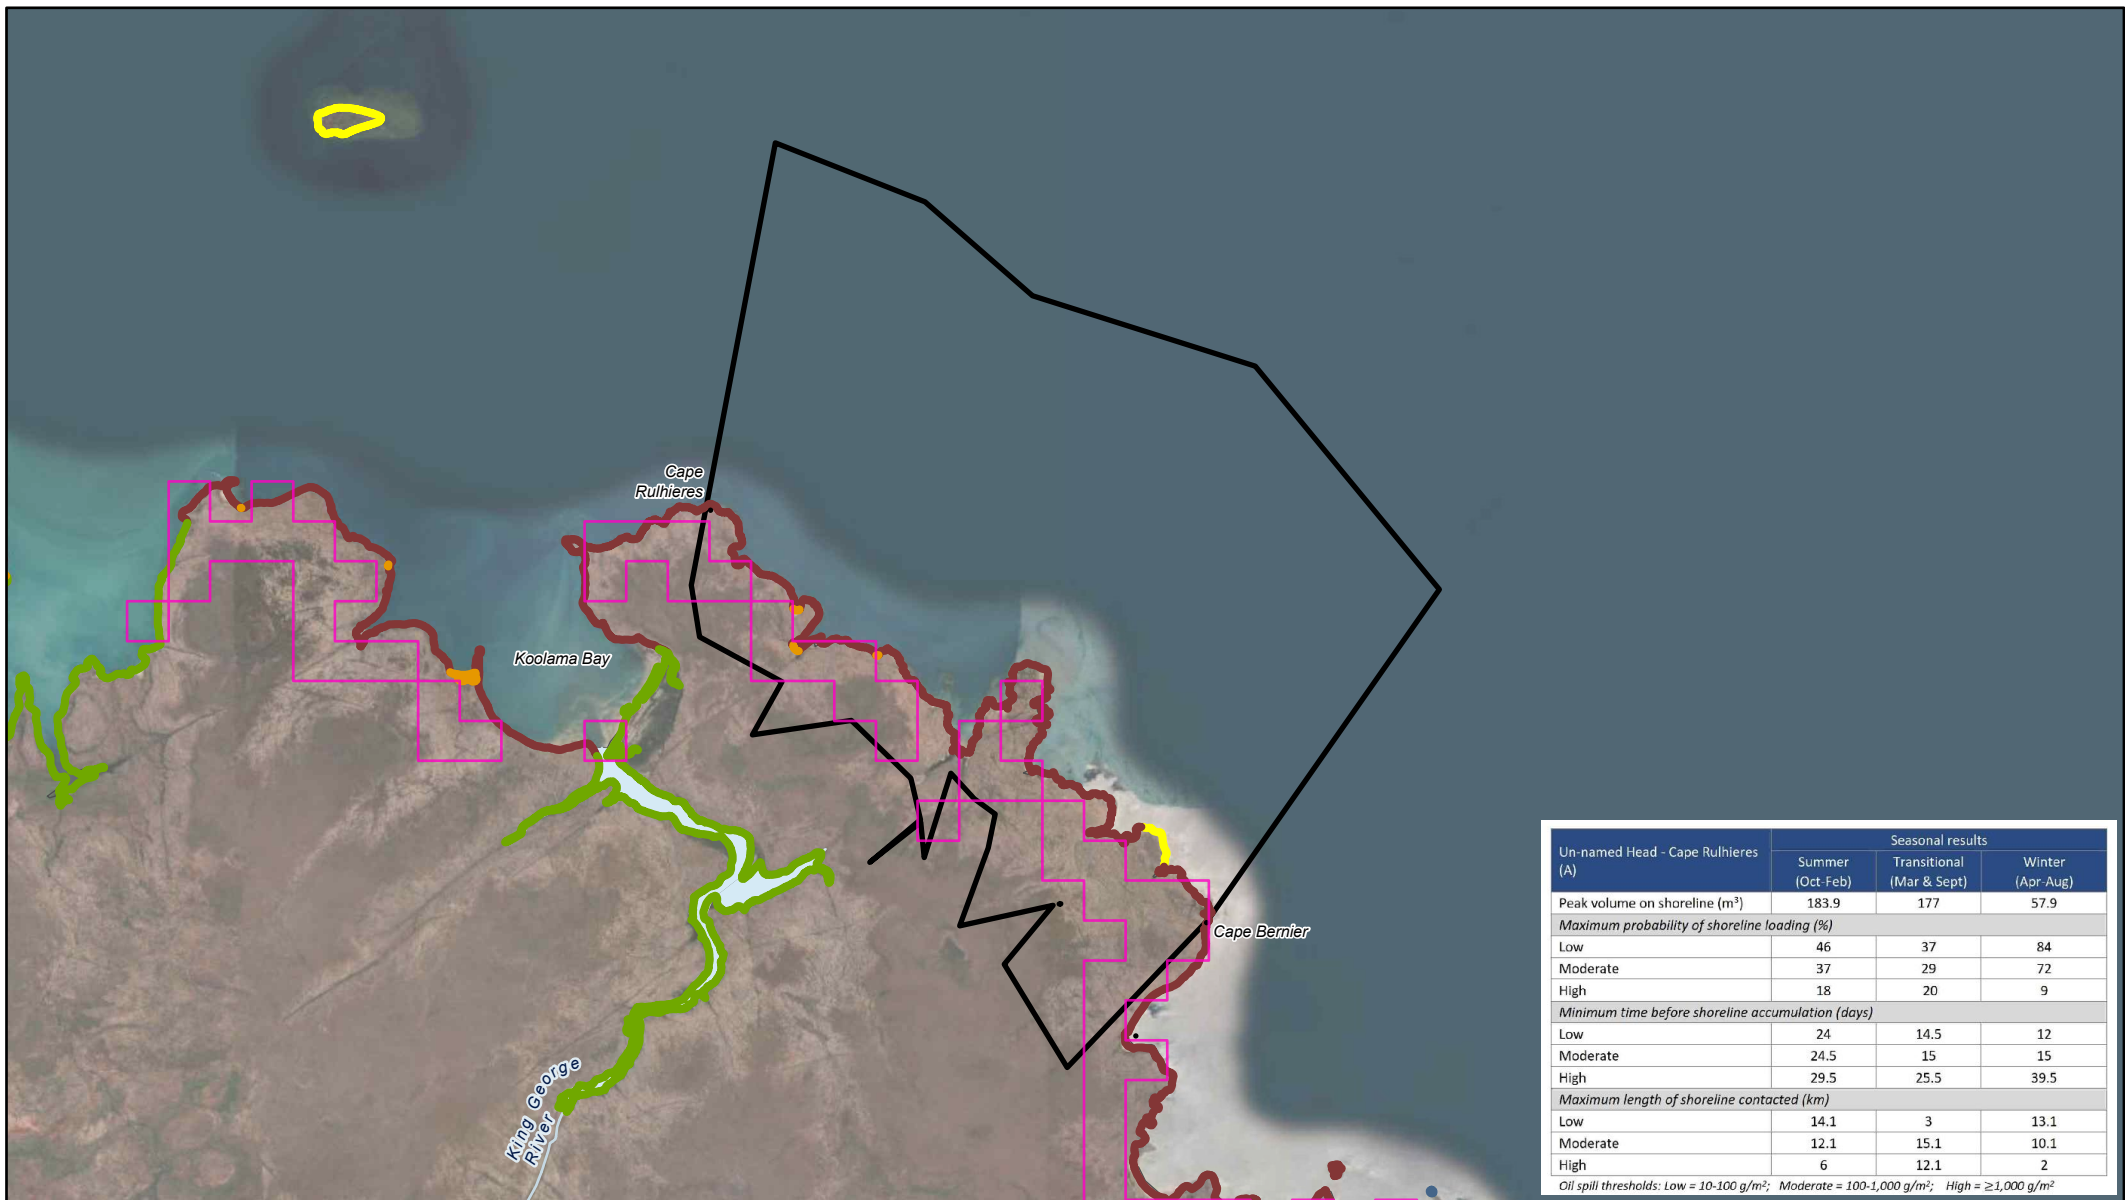 Cape
Rulhieres
Koolama Bay
Cape Bernier
King George
River
Un-named Head - Cape Rulhieres
(A)
Seasonal results
Summer
(Oct-Feb)
Transitional
(Mar & Sept)
Winter
(Apr-Aug)
Peak volume on shoreline (m³) 183.9 177 57.9
Maximum probability of shoreline loading (%)
Low 46 37 84
Moderate 37 29 72
High 18 20 9
Minimum time before shoreline accumulation (days)
Low 24 14.5 12
Moderate 24.5 15 15
High 29.5 25.5 39.5
Maximum length of shoreline contacted (km)
Low 14.1 3 13.1
Moderate 12.1 15.1 10.1
High 6 12.1 2
Oil spill thresholds: Low = 10-100 g/m²; Moderate = 100-1,000 g/m²; High = ≥1,000 g/m²